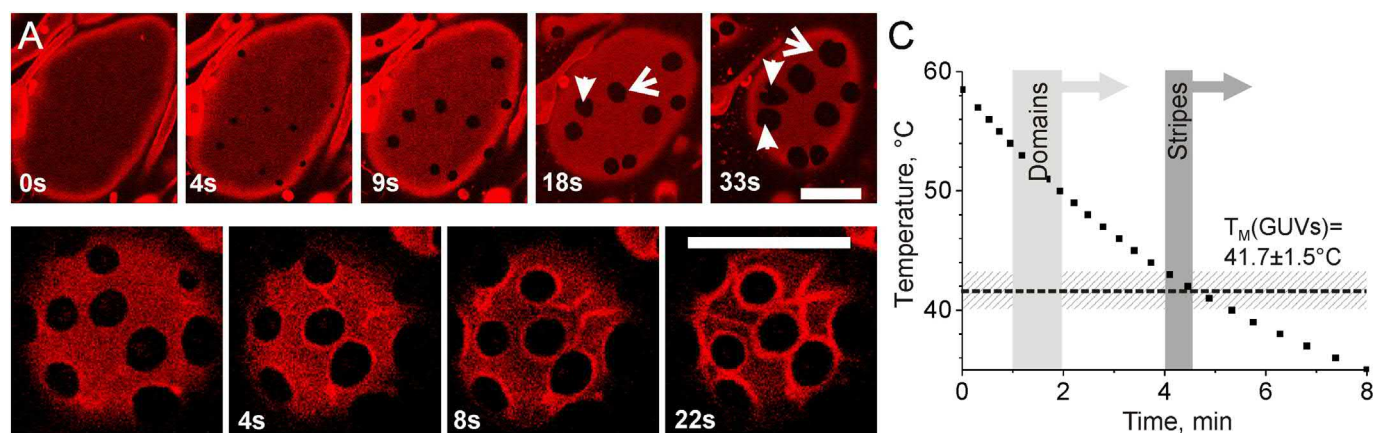 A
0s
4s
9s
18s
33s
4s
8s
22s
C
60
50
40
Temperature, °C
Domains
Stripes
T_M(GUVs)=
41.7±1.5°C
0
2
4
6
8
Time, min